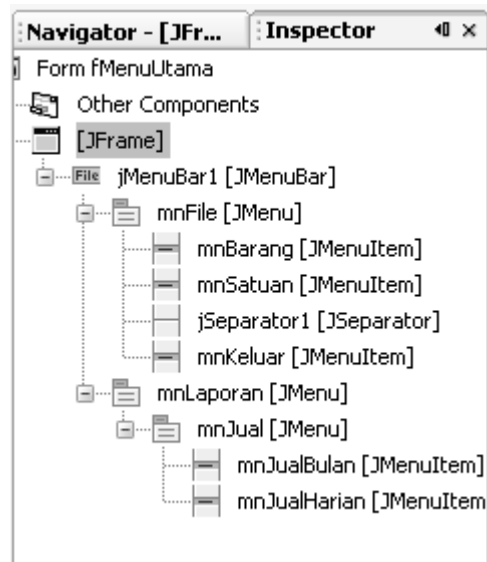 Navigator - [JFr... Inspector
Form fMenuUtama
Other Components
[JFrame]
File jMenuBar1 [JMenuBar]
mnFile [JMenu]
mnBarang [JMenuItem]
mnSatuan [JMenuItem]
jSeparator1 [JSeparator]
mnKeluar [JMenuItem]
mnLaporan [JMenu]
mnJual [JMenu]
mnJualBulan [JMenuItem]
mnJualHarian [JMenuItem